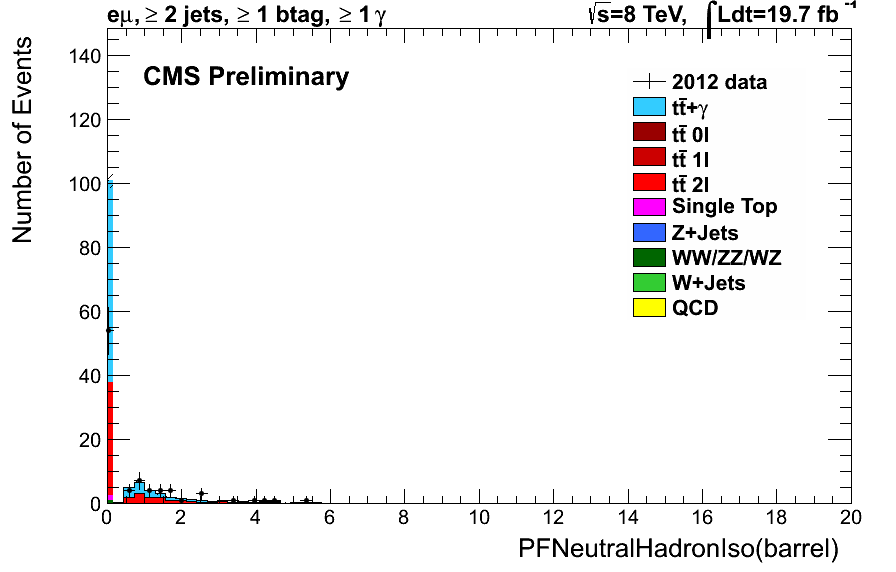 eμ, ≥ 2 jets, ≥ 1 btag, ≥ 1 γ √s=8 TeV, ∫Ldt=19.7 fb⁻¹
CMS Preliminary
2012 data
tt̄+γ
tt̄ 0l
tt̄ 1l
tt̄ 2l
Single Top
Z+Jets
WW/ZZ/WZ
W+Jets
QCD
Number of Events
140
120
100
80
60
40
20
0
0 2 4 6 8 10 12 14 16 18 20
PFNeutralHadronIso(barrel)